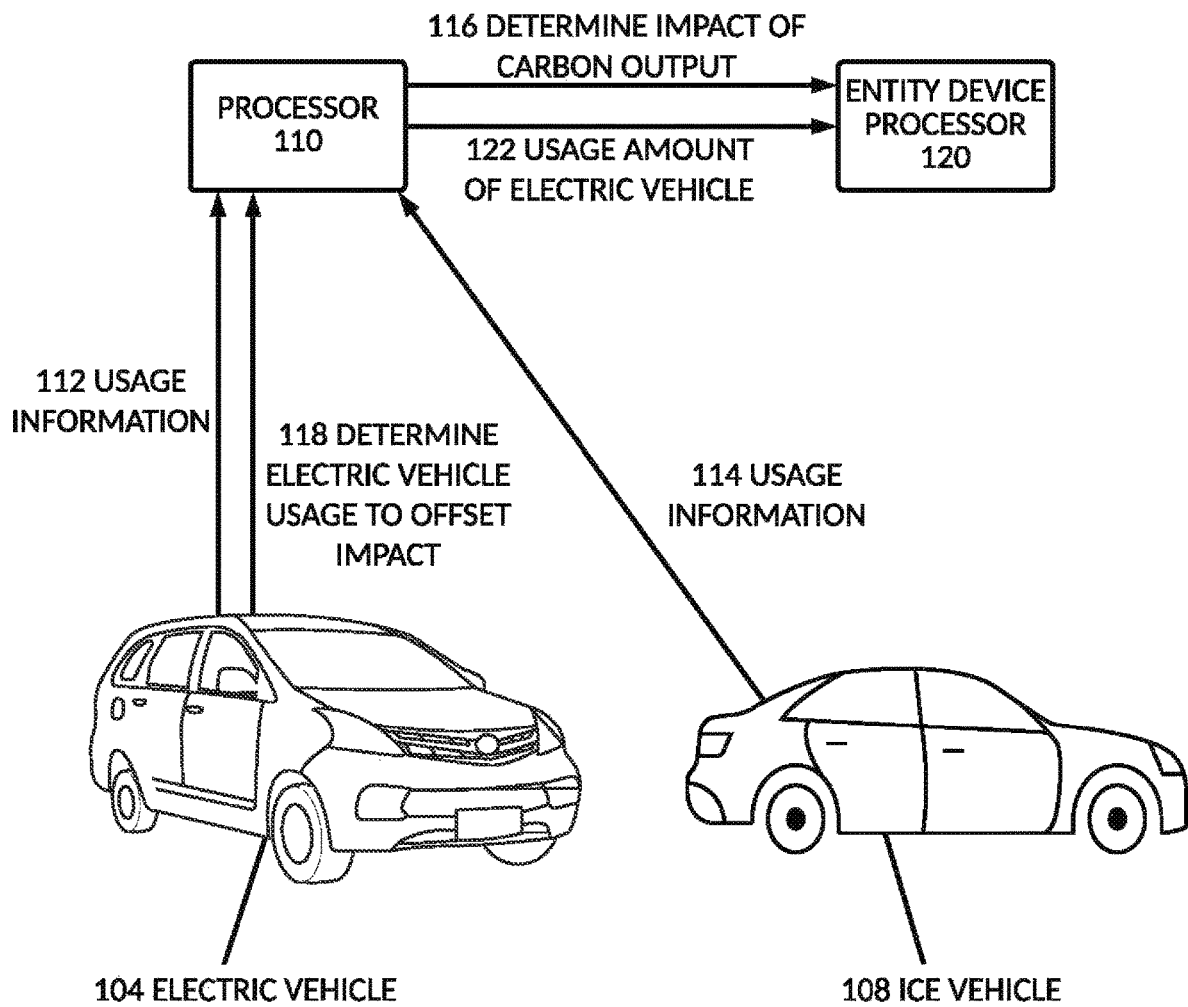 116 DETERMINE IMPACT OF
CARBON OUTPUT
PROCESSOR
110
ENTITY DEVICE
PROCESSOR
120
122 USAGE AMOUNT
OF ELECTRIC VEHICLE
112 USAGE
INFORMATION
118 DETERMINE
ELECTRIC VEHICLE
USAGE TO OFFSET
IMPACT
114 USAGE
INFORMATION
104 ELECTRIC VEHICLE
108 ICE VEHICLE